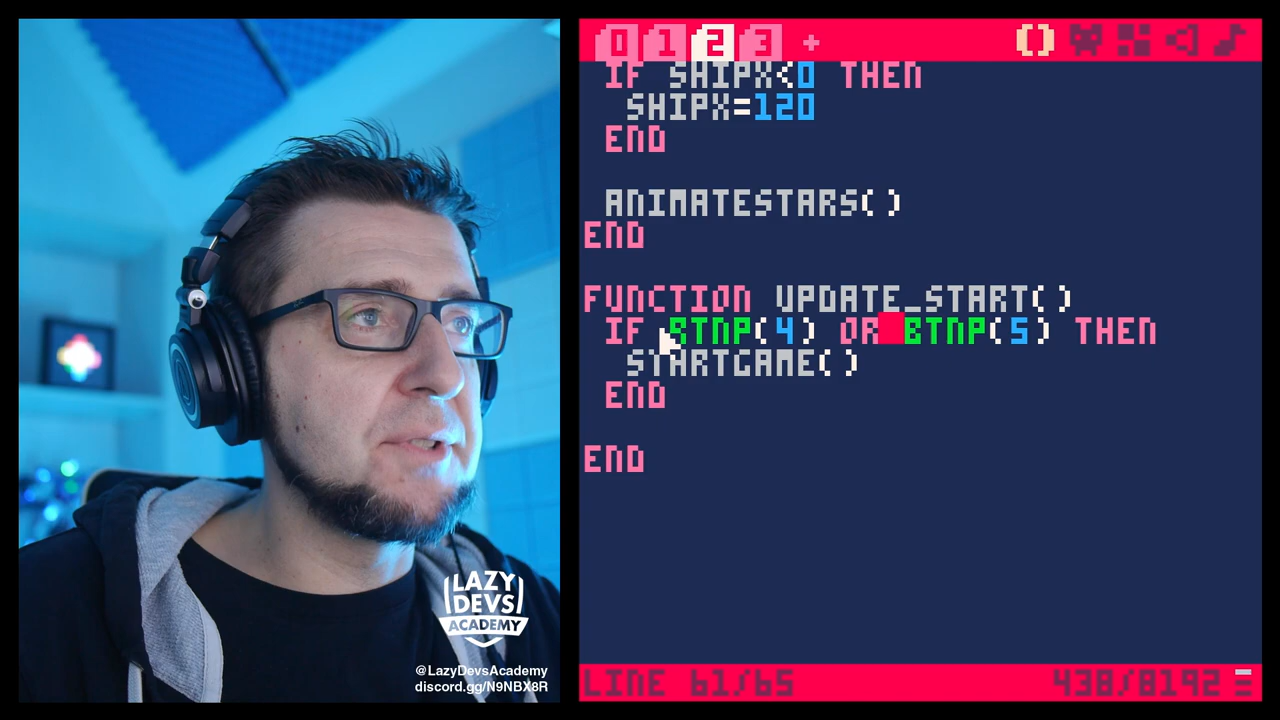 0 1 2 3 +
IF SHIPX<0 THEN
SHIPX=120
END
ANIMATESTARS()
END
FUNCTION UPDATE_START()
IF BTNP(4) OR BTNP(5) THEN
STARTGAME()
END
END
LINE 61/65 438/8192
LAZY
DEVS
ACADEMY
@LazyDevsAcademy
discord.gg/N9NBX8R